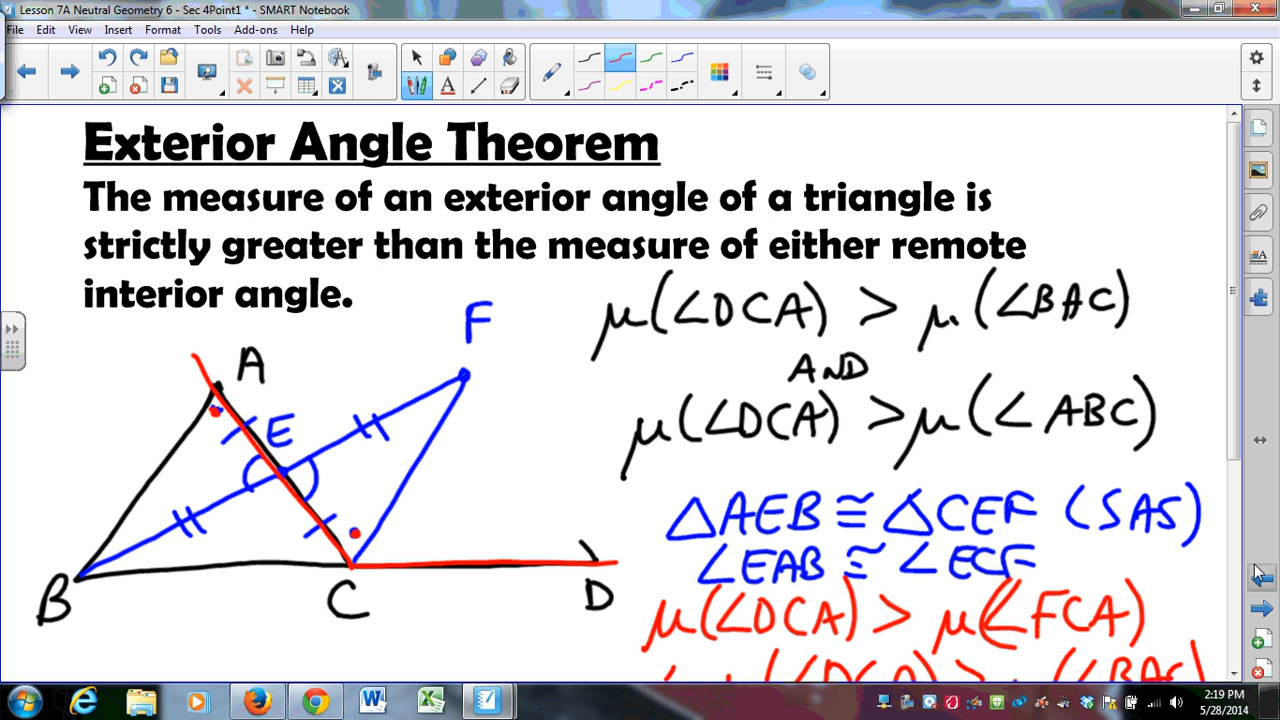 Lesson 7A Neutral Geometry 6 - Sec 4Point1 * - SMART Notebook
File Edit View Insert Format Tools Add-ons Help
Exterior Angle Theorem
The measure of an exterior angle of a triangle is
strictly greater than the measure of either remote
interior angle.
μ(∠DCA) > μ(∠BAC)
AND
μ(∠DCA) > μ(∠ABC)
△AEB ≅ △CEF (SAS)
∠EAB ≅ ∠ECF
μ(∠DCA) > μ(∠FCA)
∴ μ(∠DCA) > μ(∠BAC)
F
A
E
B
C
D
2:19 PM
5/28/2014